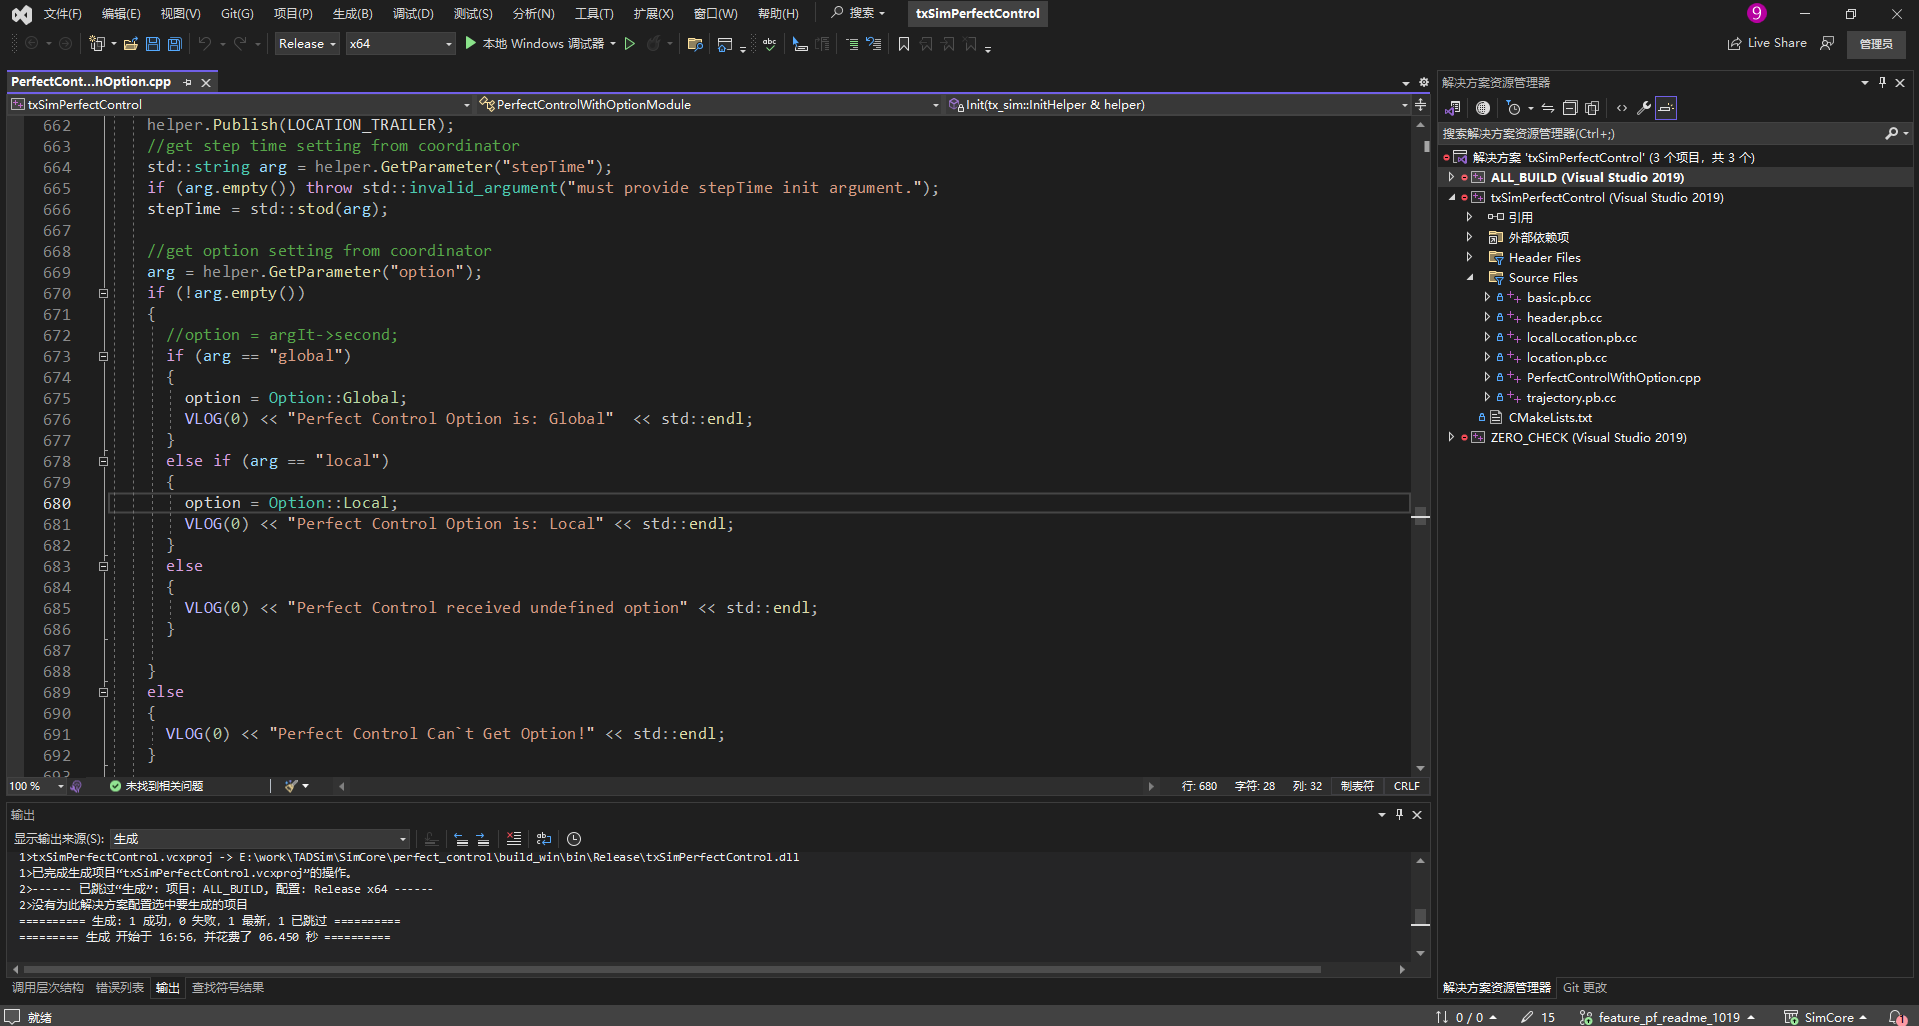 文件(F) 编辑(E) 视图(V) Git(G) 项目(P) 生成(B) 调试(D) 测试(S) 分析(N) 工具(T) 扩展(X) 窗口(W) 帮助(H) 搜索 txSimPerfectControl 9
Release x64 本地 Windows 调试器 abc Live Share 管理员
PerfectCont...hOption.cpp
txSimPerfectControl PerfectControlWithOptionModule Init(tx_sim::InitHelper & helper)
662 helper.Publish(LOCATION_TRAILER);
663 //get step time setting from coordinator
664 std::string arg = helper.GetParameter("stepTime");
665 if (arg.empty()) throw std::invalid_argument("must provide stepTime init argument.");
666 stepTime = std::stod(arg);
667
668 //get option setting from coordinator
669 arg = helper.GetParameter("option");
670 if (!arg.empty())
671 {
672 //option = argIt->second;
673 if (arg == "global")
674 {
675 option = Option::Global;
676 VLOG(0) << "Perfect Control Option is: Global"  << std::endl;
677 }
678 else if (arg == "local")
679 {
680 option = Option::Local;
681 VLOG(0) << "Perfect Control Option is: Local" << std::endl;
682 }
683 else
684 {
685 VLOG(0) << "Perfect Control received undefined option" << std::endl;
686 }
687
688 }
689 else
690 {
691 VLOG(0) << "Perfect Control Can`t Get Option!" << std::endl;
692 }
693
100 % 未找到相关问题 行: 680 字符: 28 列: 32 制表符 CRLF
输出
显示输出来源(S): 生成
1>txSimPerfectControl.vcxproj -> E:\work\TADSim\SimCore\perfect_control\build_win\bin\Release\txSimPerfectControl.dll
1>已完成生成项目“txSimPerfectControl.vcxproj”的操作。
2>------ 已跳过“生成”: 项目: ALL_BUILD, 配置: Release x64 ------
2>没有为此解决方案配置选中要生成的项目
========== 生成: 1 成功，0 失败，1 最新，1 已跳过 ==========
========= 生成 开始于 16:56，并花费了 06.450 秒 ==========
调用层次结构 错误列表 输出 查找符号结果
解决方案资源管理器
搜索解决方案资源管理器(Ctrl+;)
解决方案 'txSimPerfectControl' (3 个项目，共 3 个)
ALL_BUILD (Visual Studio 2019)
txSimPerfectControl (Visual Studio 2019)
引用
外部依赖项
Header Files
Source Files
basic.pb.cc
header.pb.cc
localLocation.pb.cc
location.pb.cc
PerfectControlWithOption.cpp
trajectory.pb.cc
CMakeLists.txt
ZERO_CHECK (Visual Studio 2019)
解决方案资源管理器 Git 更改
就绪 0 / 0 15 feature_pf_readme_1019 SimCore 1